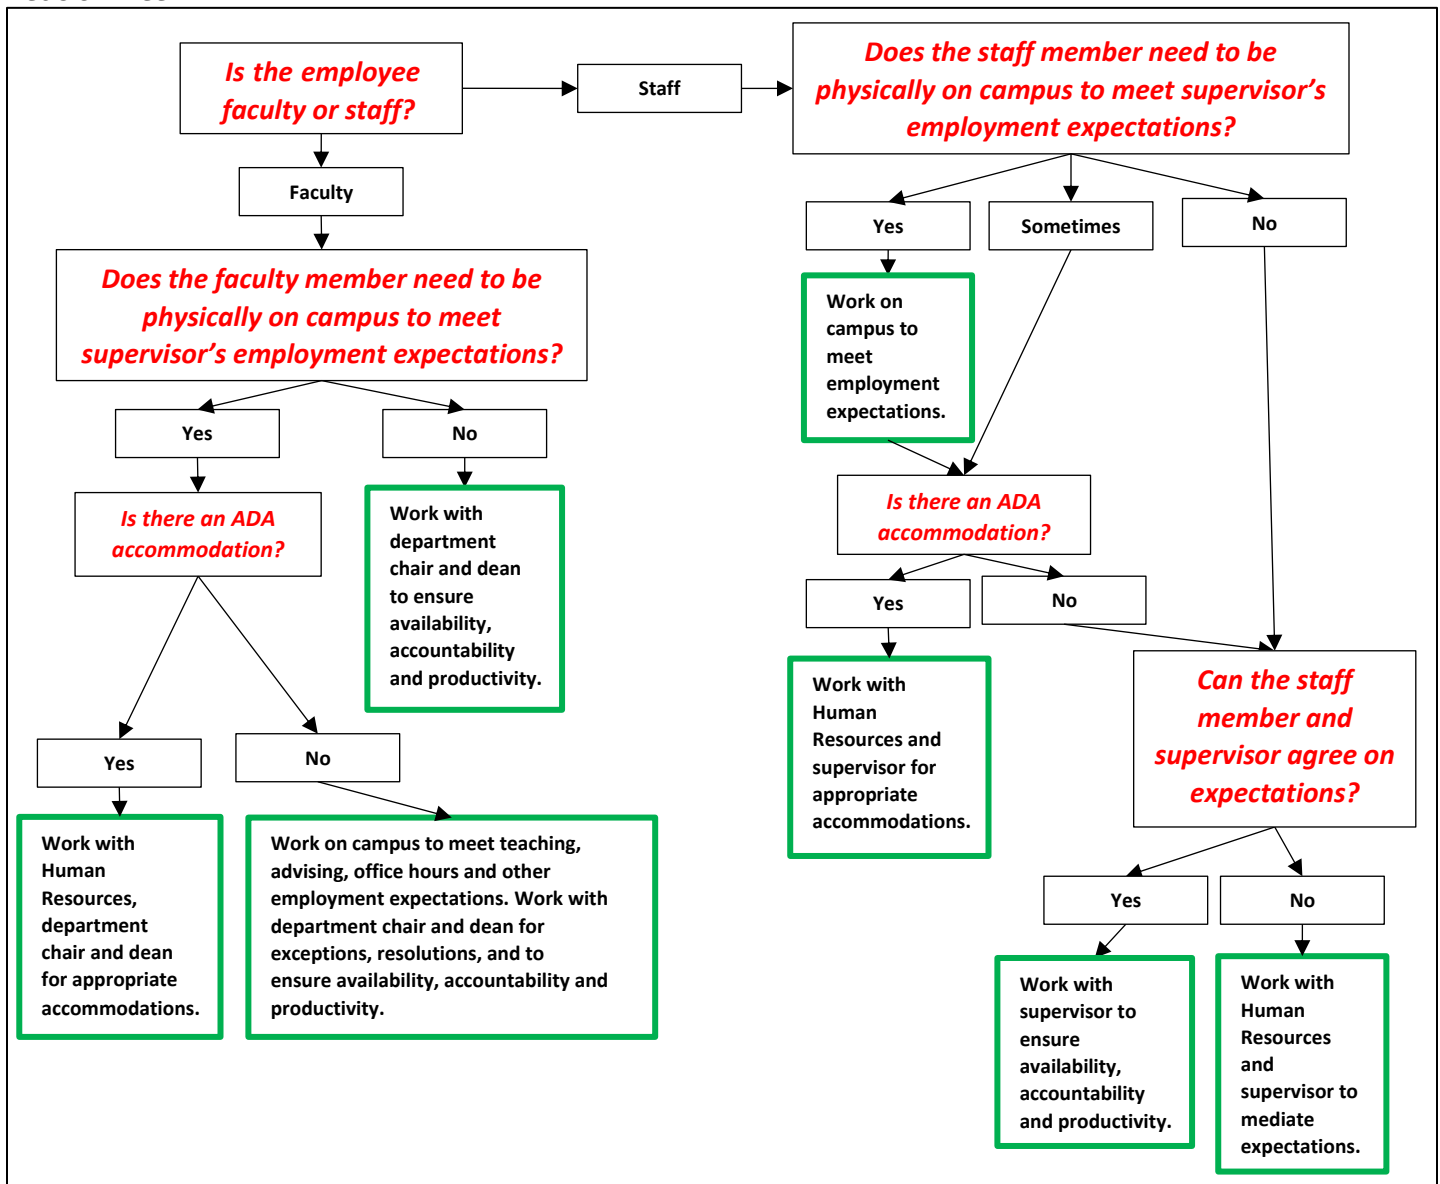 Is the employee
faculty or staff?
Staff
Does the staff member need to be
physically on campus to meet supervisor's
employment expectations?
Faculty
Yes
Sometimes
No
Does the faculty member need to be
physically on campus to meet
supervisor's employment expectations?
Work on
campus to
meet
employment
expectations.
Yes
No
Is there an ADA
accommodation?
Work with
department
chair and dean
to ensure
availability,
accountability
and productivity.
Is there an ADA
accommodation?
Yes
No
Work with
Human
Resources and
supervisor for
appropriate
accommodations.
Can the staff
member and
supervisor agree on
expectations?
Yes
No
Work with
Human
Resources,
department
chair and dean
for appropriate
accommodations.
Work on campus to meet teaching,
advising, office hours and other
employment expectations. Work with
department chair and dean for
exceptions, resolutions, and to
ensure availability, accountability and
productivity.
Yes
No
Work with
supervisor to
ensure
availability,
accountability
and productivity.
Work with
Human
Resources
and
supervisor to
mediate
expectations.